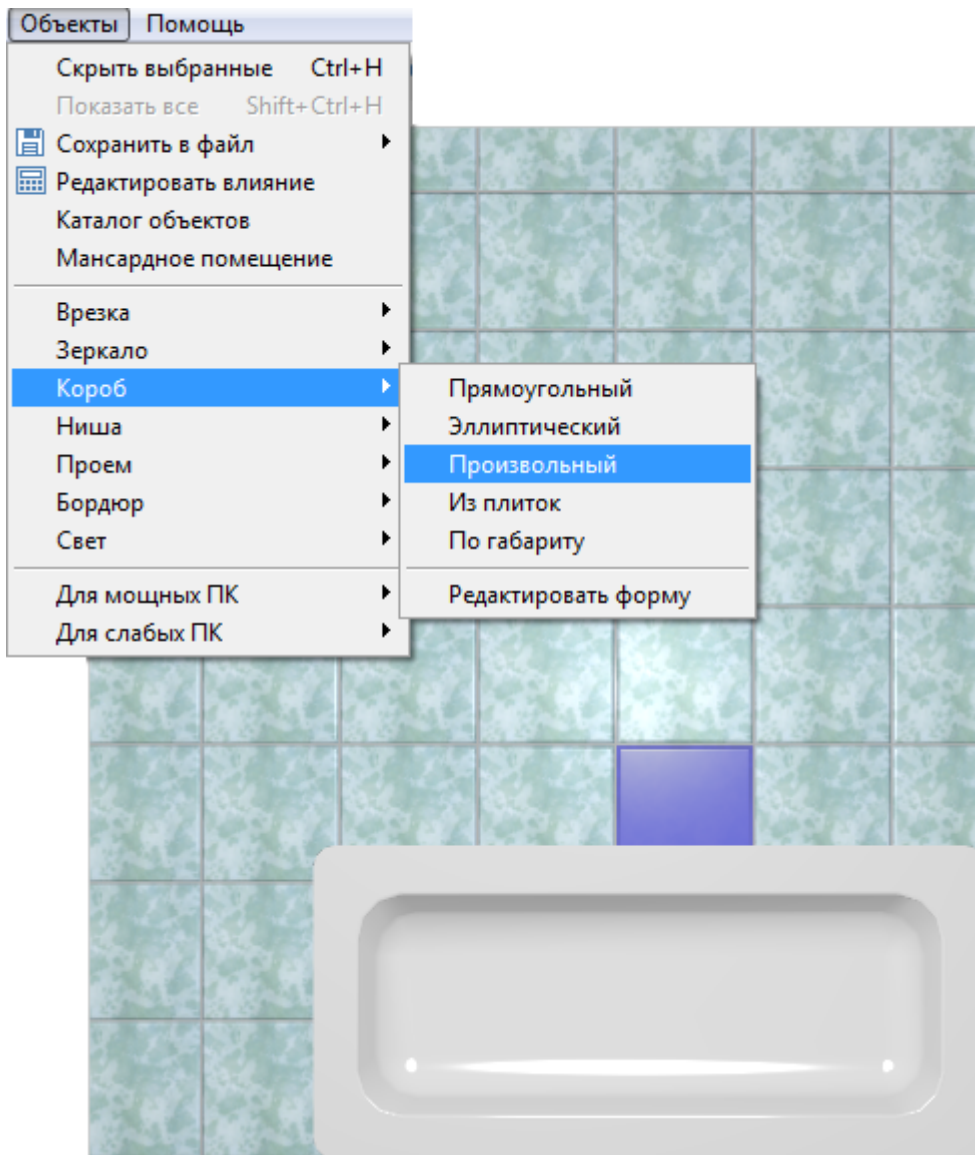 Объекты Помощь
Скрыть выбранные Ctrl+H
Показать все Shift+Ctrl+H
Сохранить в файл
Редактировать влияние
Каталог объектов
Мансардное помещение
Врезка
Зеркало
Короб
Ниша
Проем
Бордюр
Свет
Для мощных ПК
Для слабых ПК
Прямоугольный
Эллиптический
Произвольный
Из плиток
По габариту
Редактировать форму